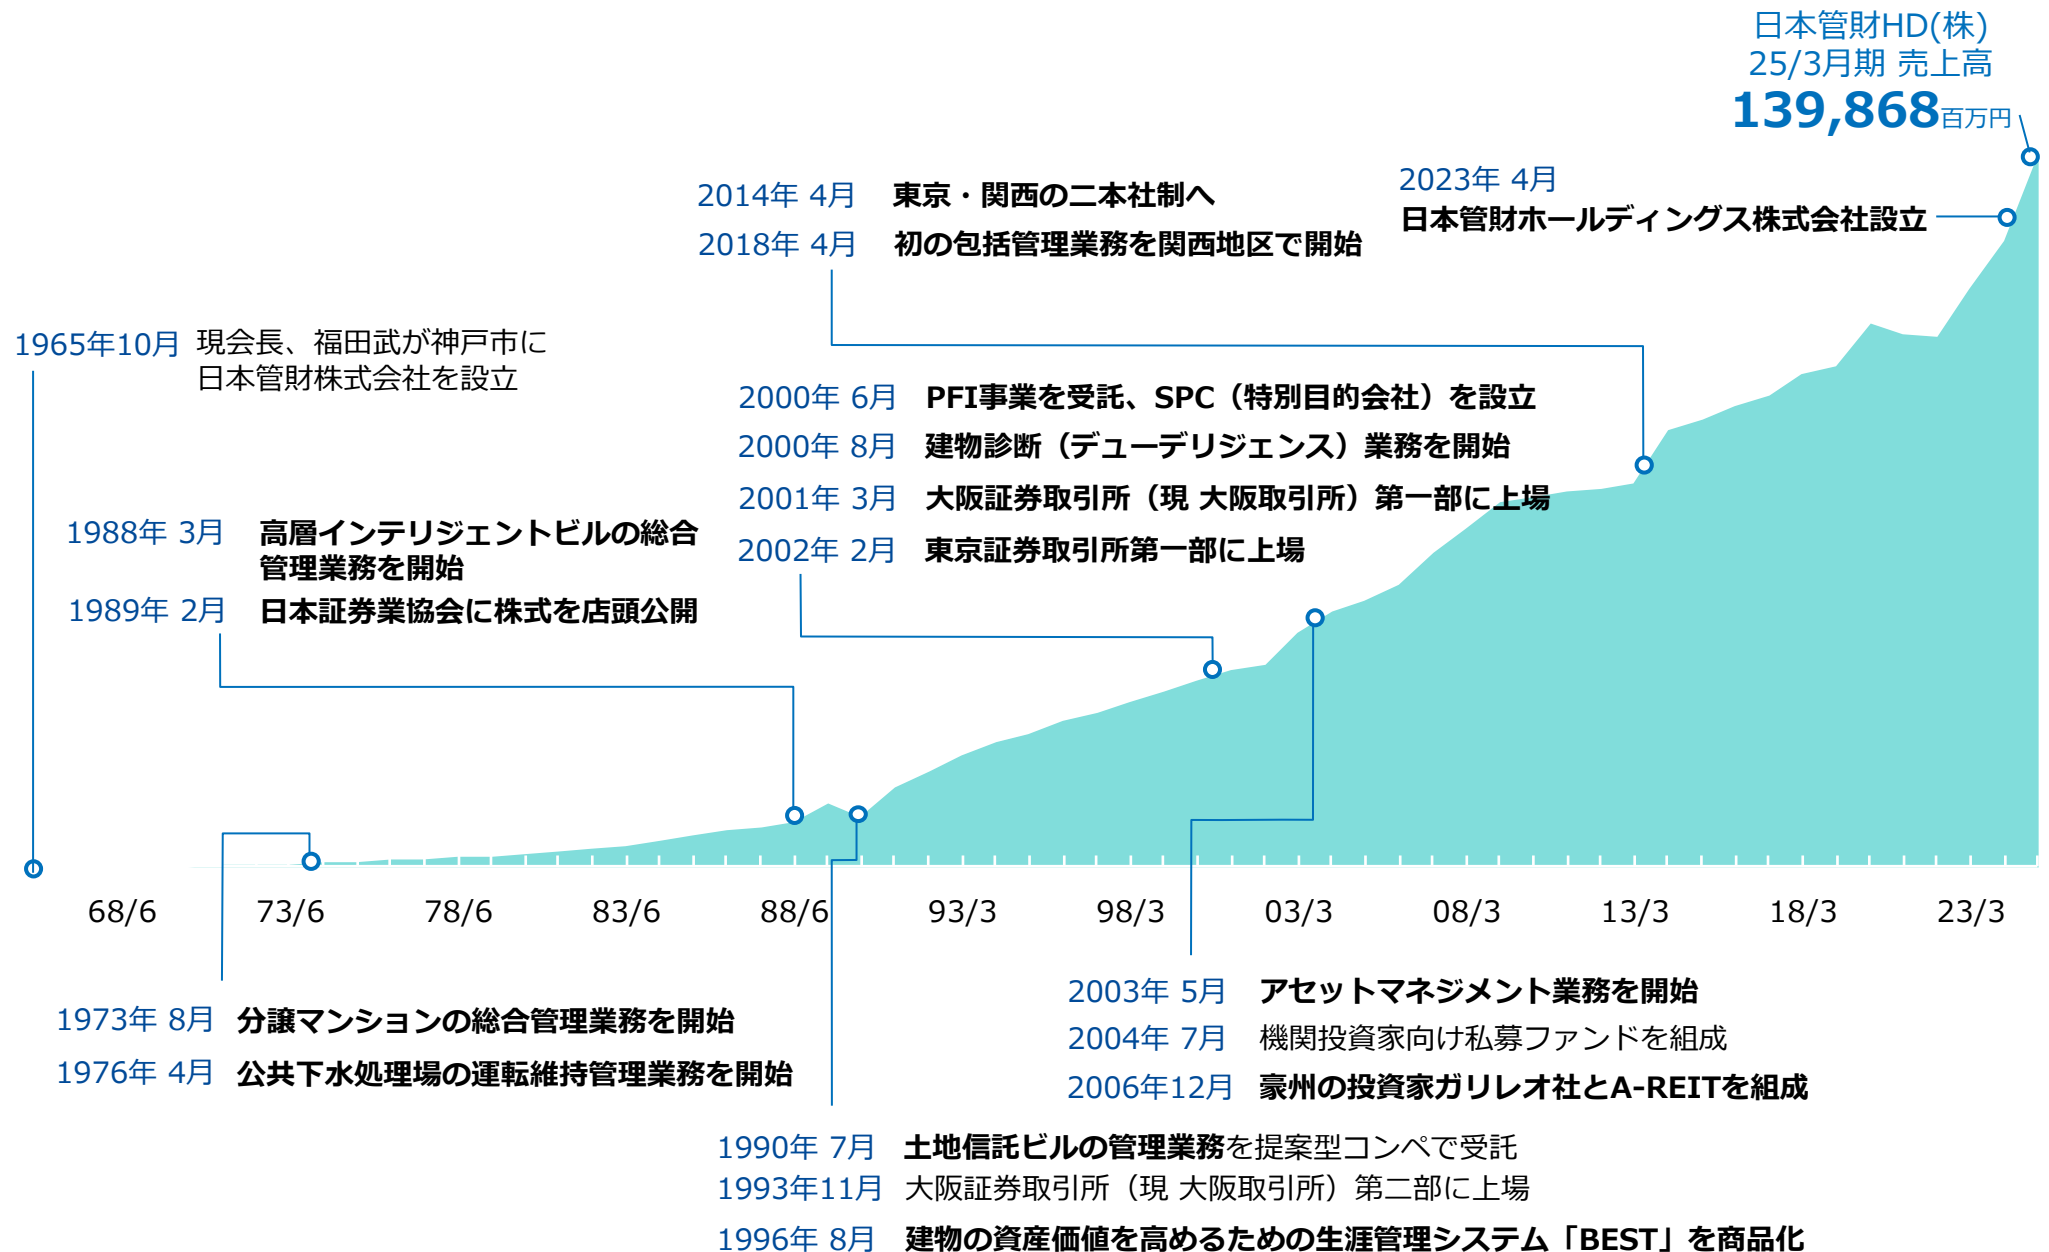 日本管財HD(株)
25/3月期 売上高
139,868百万円
2014年 4月 東京・関西の二本社制へ
2018年 4月 初の包括管理業務を関西地区で開始
2023年 4月
日本管財ホールディングス株式会社設立
1965年10月 現会長、福田武が神戸市に
日本管財株式会社を設立
2000年 6月 PFI事業を受託、SPC（特別目的会社）を設立
2000年 8月 建物診断（デューデリジェンス）業務を開始
2001年 3月 大阪証券取引所（現 大阪取引所）第一部に上場
2002年 2月 東京証券取引所第一部に上場
1988年 3月 高層インテリジェントビルの総合
管理業務を開始
1989年 2月 日本証券業協会に株式を店頭公開
68/6 73/6 78/6 83/6 88/6 93/3 98/3 03/3 08/3 13/3 18/3 23/3
1973年 8月 分譲マンションの総合管理業務を開始
1976年 4月 公共下水処理場の運転維持管理業務を開始
2003年 5月 アセットマネジメント業務を開始
2004年 7月 機関投資家向け私募ファンドを組成
2006年12月 豪州の投資家ガリレオ社とA-REITを組成
1990年 7月 土地信託ビルの管理業務を提案型コンペで受託
1993年11月 大阪証券取引所（現 大阪取引所）第二部に上場
1996年 8月 建物の資産価値を高めるための生涯管理システム「BEST」を商品化